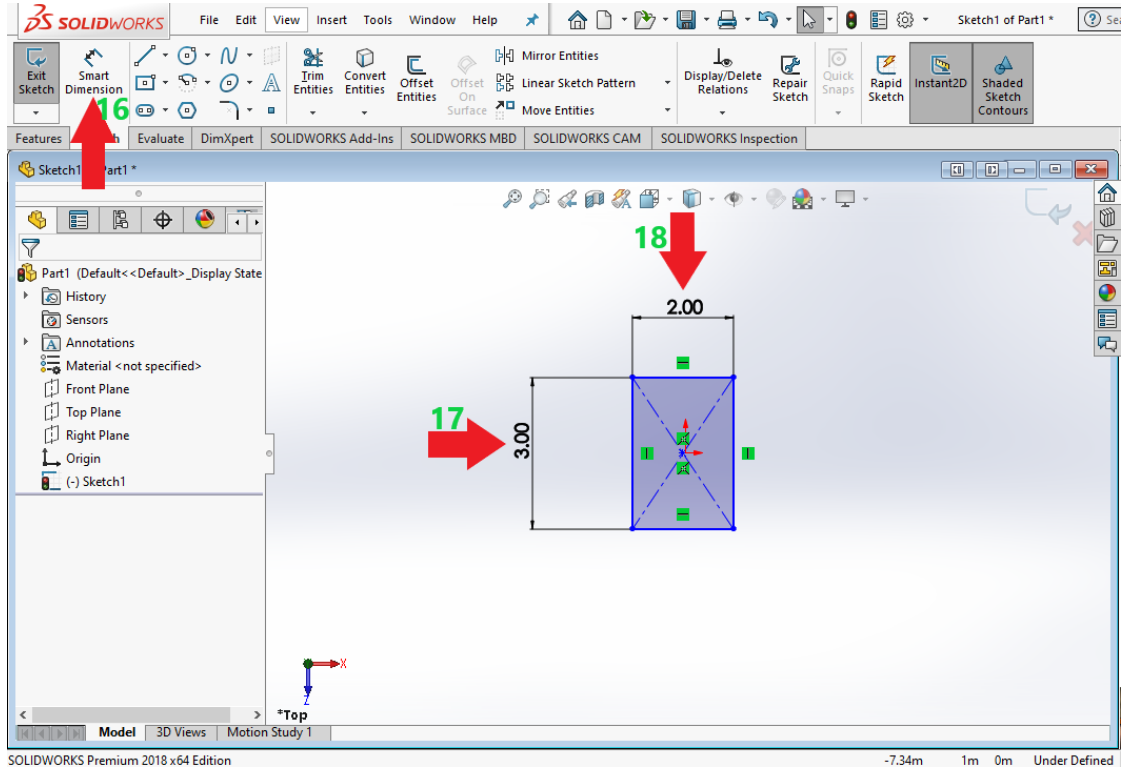 SOLIDWORKS File Edit View Insert Tools Window Help Sketch1 of Part1 * ?
Exit Sketch
Smart Dimension
16
Trim Entities
Convert Entities
Offset Entities
Offset On Surface
Mirror Entities
Linear Sketch Pattern
Move Entities
Display/Delete Relations
Repair Sketch
Quick Snaps
Rapid Sketch
Instant2D
Shaded Sketch Contours
Features Evaluate DimXpert SOLIDWORKS Add-Ins SOLIDWORKS MBD SOLIDWORKS CAM SOLIDWORKS Inspection
Sketch1 Part1 *
Part1 (Default<<Default>_Display State
History
Sensors
Annotations
Material <not specified>
Front Plane
Top Plane
Right Plane
Origin
(-) Sketch1
18
2.00
17
3.00
X
Z
*Top
Model 3D Views Motion Study 1
SOLIDWORKS Premium 2018 x64 Edition -7.34m 1m 0m Under Defined